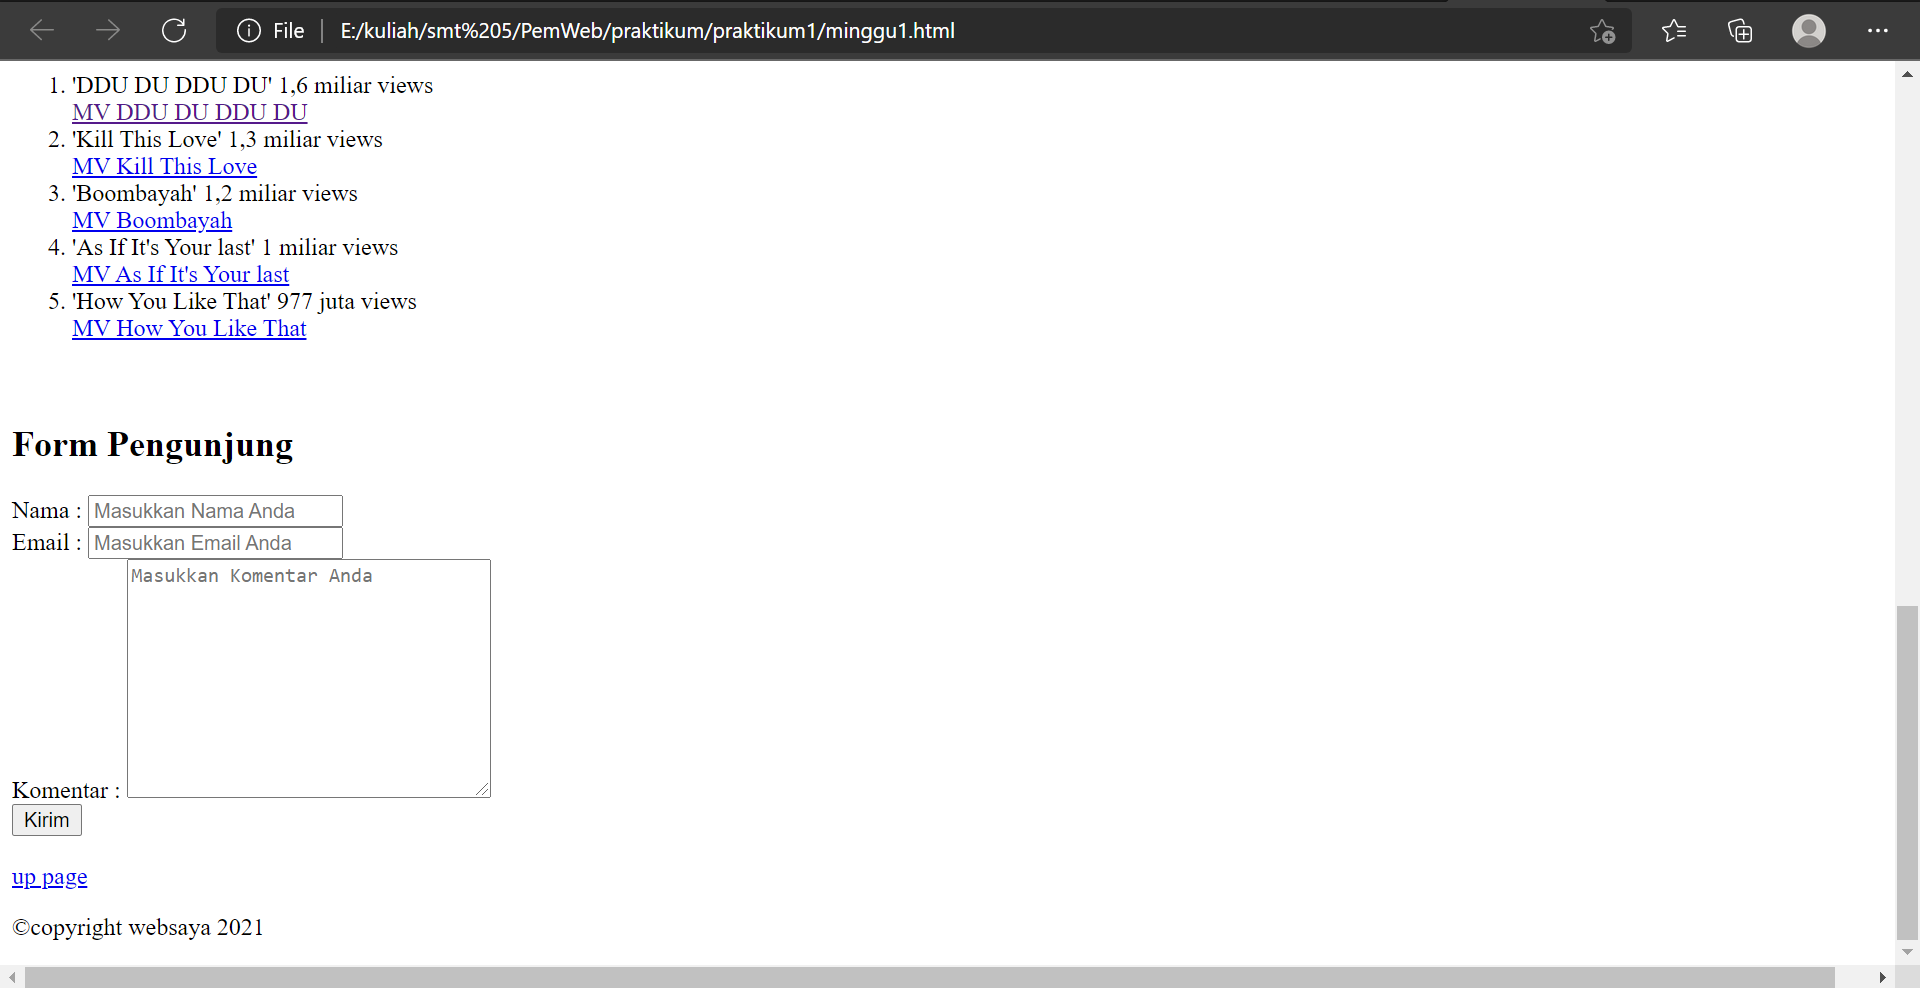 File E:/kuliah/smt%205/PemWeb/praktikum/praktikum1/minggu1.html
1. 'DDU DU DDU DU' 1,6 miliar views
MV DDU DU DDU DU
2. 'Kill This Love' 1,3 miliar views
MV Kill This Love
3. 'Boombayah' 1,2 miliar views
MV Boombayah
4. 'As If It's Your last' 1 miliar views
MV As If It's Your last
5. 'How You Like That' 977 juta views
MV How You Like That
Form Pengunjung
Nama : Masukkan Nama Anda
Email : Masukkan Email Anda
Masukkan Komentar Anda
Komentar :
Kirim
up page
©copyright websaya 2021